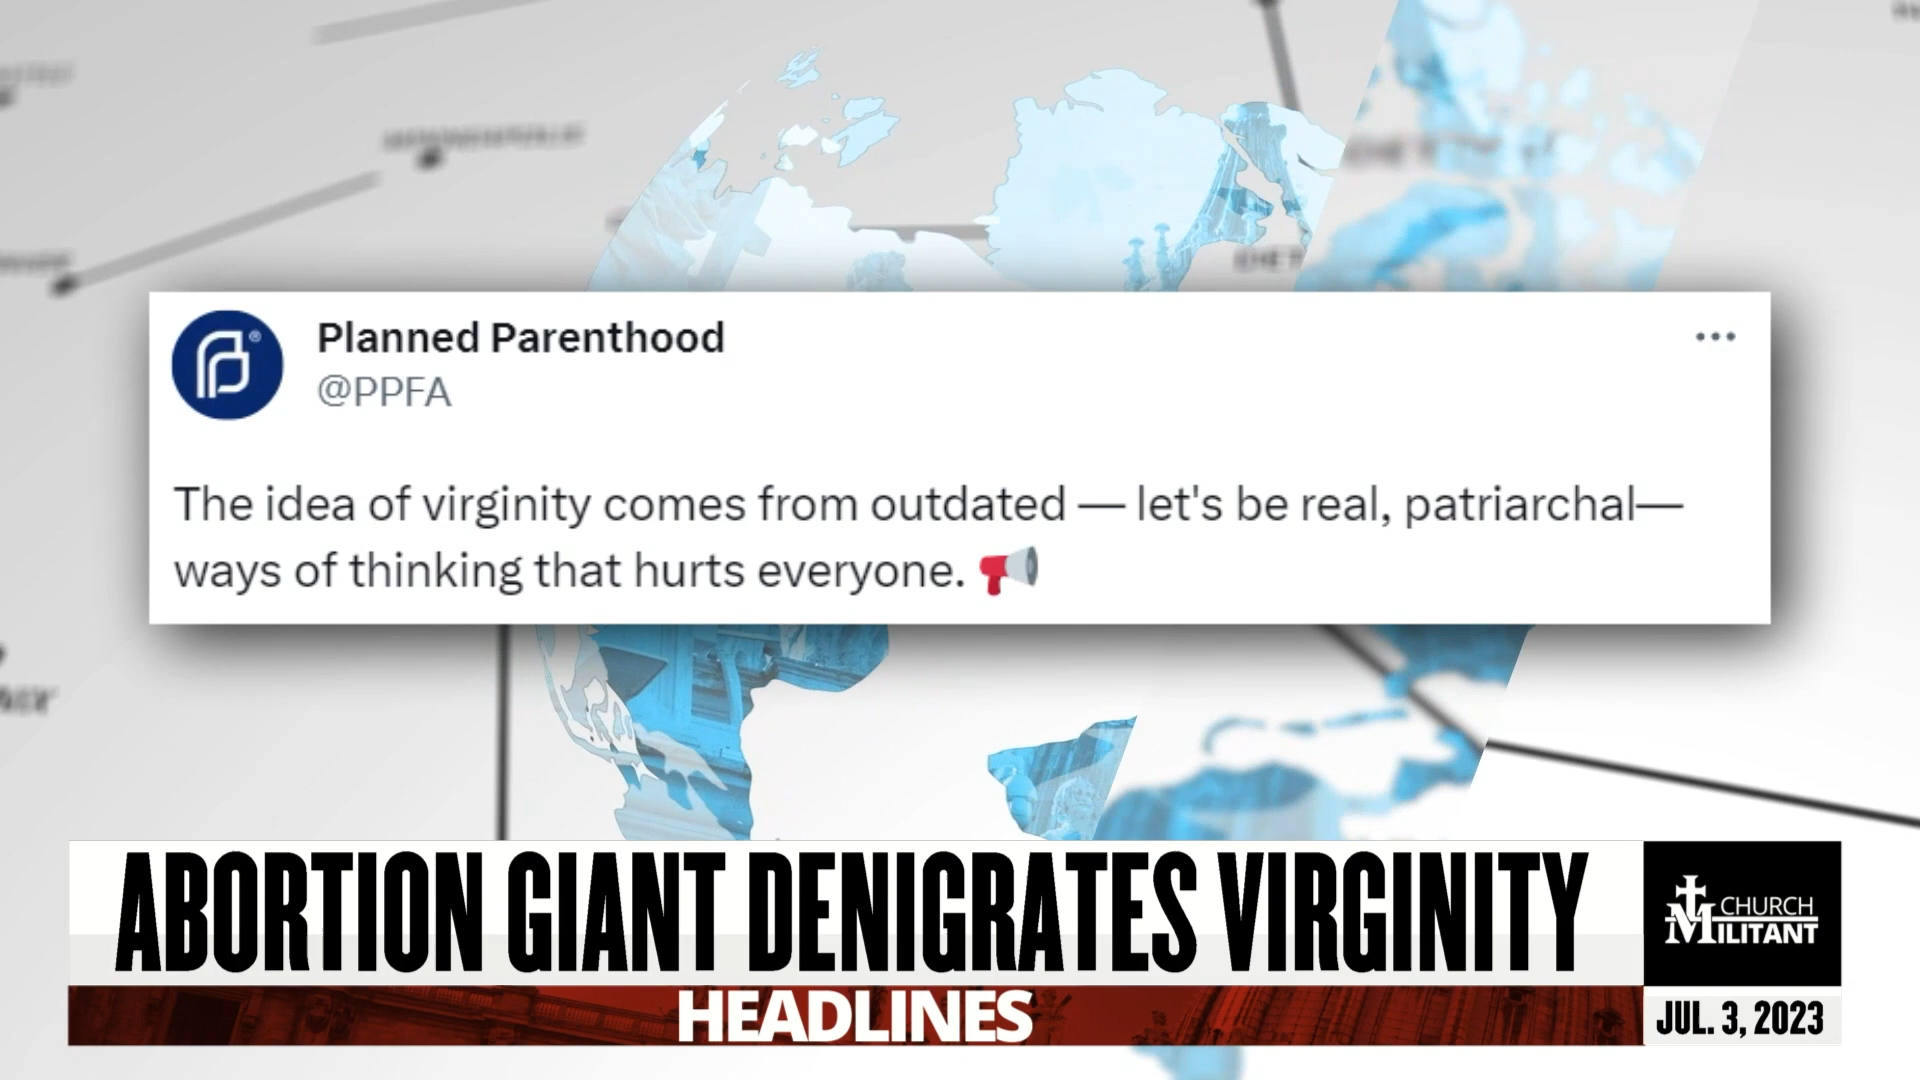 Planned Parenthood
@PPFA
The idea of virginity comes from outdated — let's be real, patriarchal—
ways of thinking that hurts everyone. 📢
ABORTION GIANT DENIGRATES VIRGINITY
CHURCH
MILITANT
HEADLINES
JUL. 3, 2023